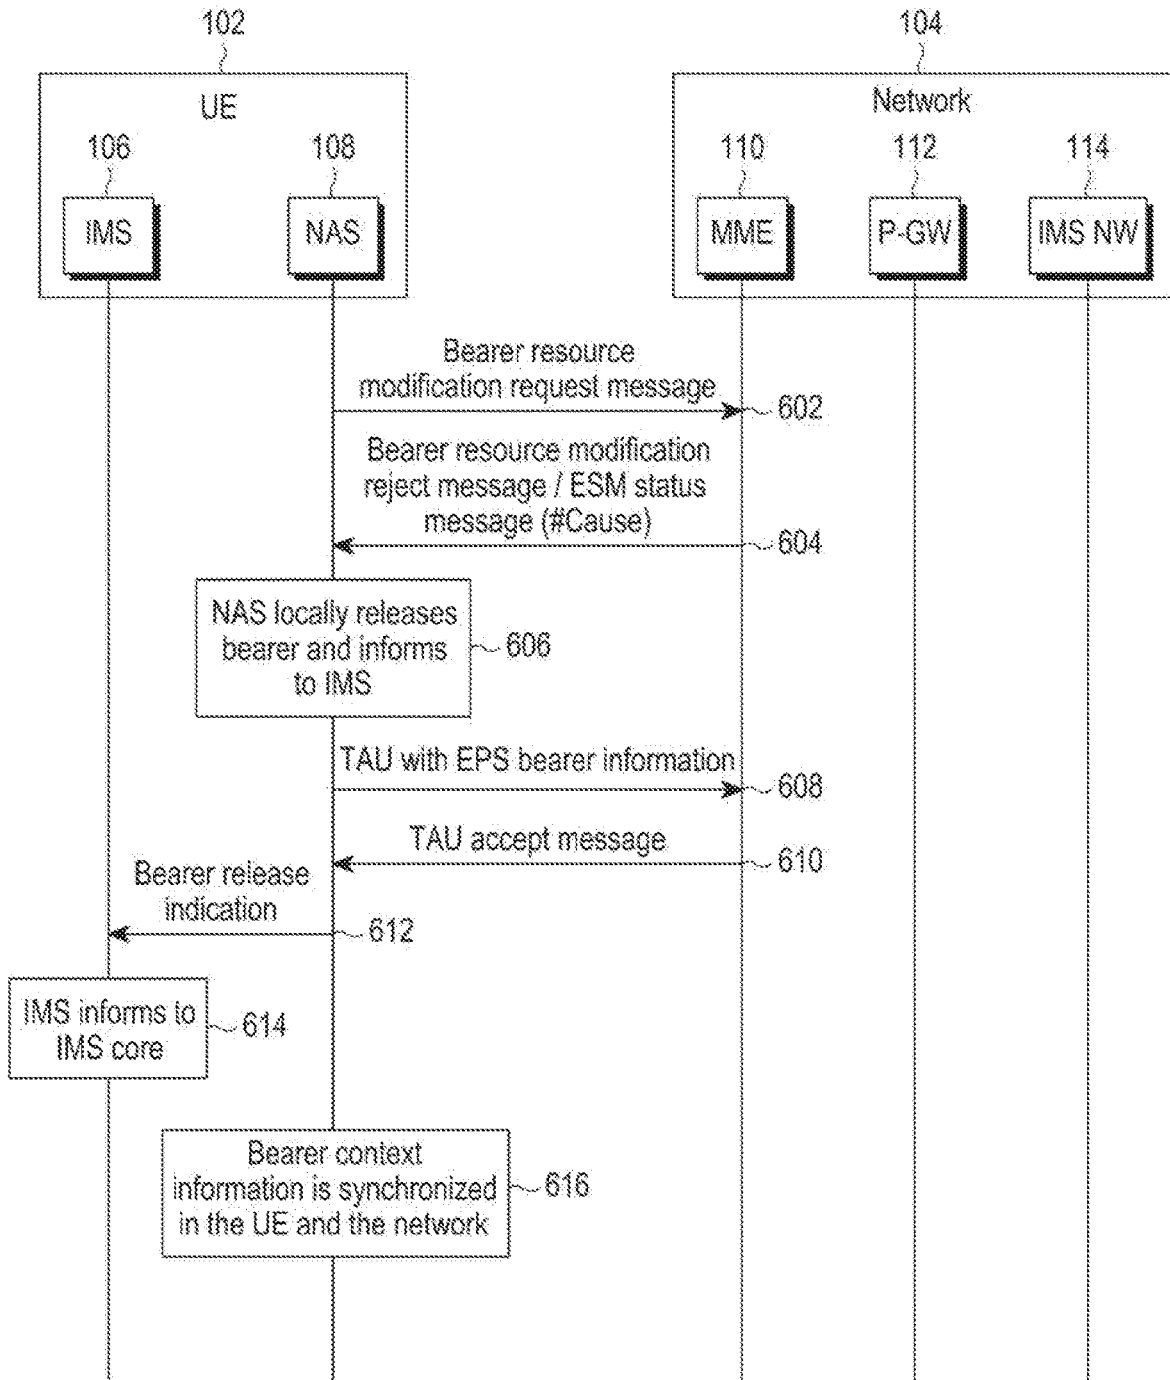 102
104
UE
Network
106
108
110
112
114
IMS
NAS
MME
P-GW
IMS NW
Bearer resource
modification request message
602
Bearer resource modification
reject message / ESM status
message (#Cause)
604
NAS locally releases
bearer and informs
to IMS
606
TAU with EPS bearer information
608
TAU accept message
610
Bearer release
indication
612
IMS informs to
IMS core
614
Bearer context
information is synchronized
in the UE and the network
616